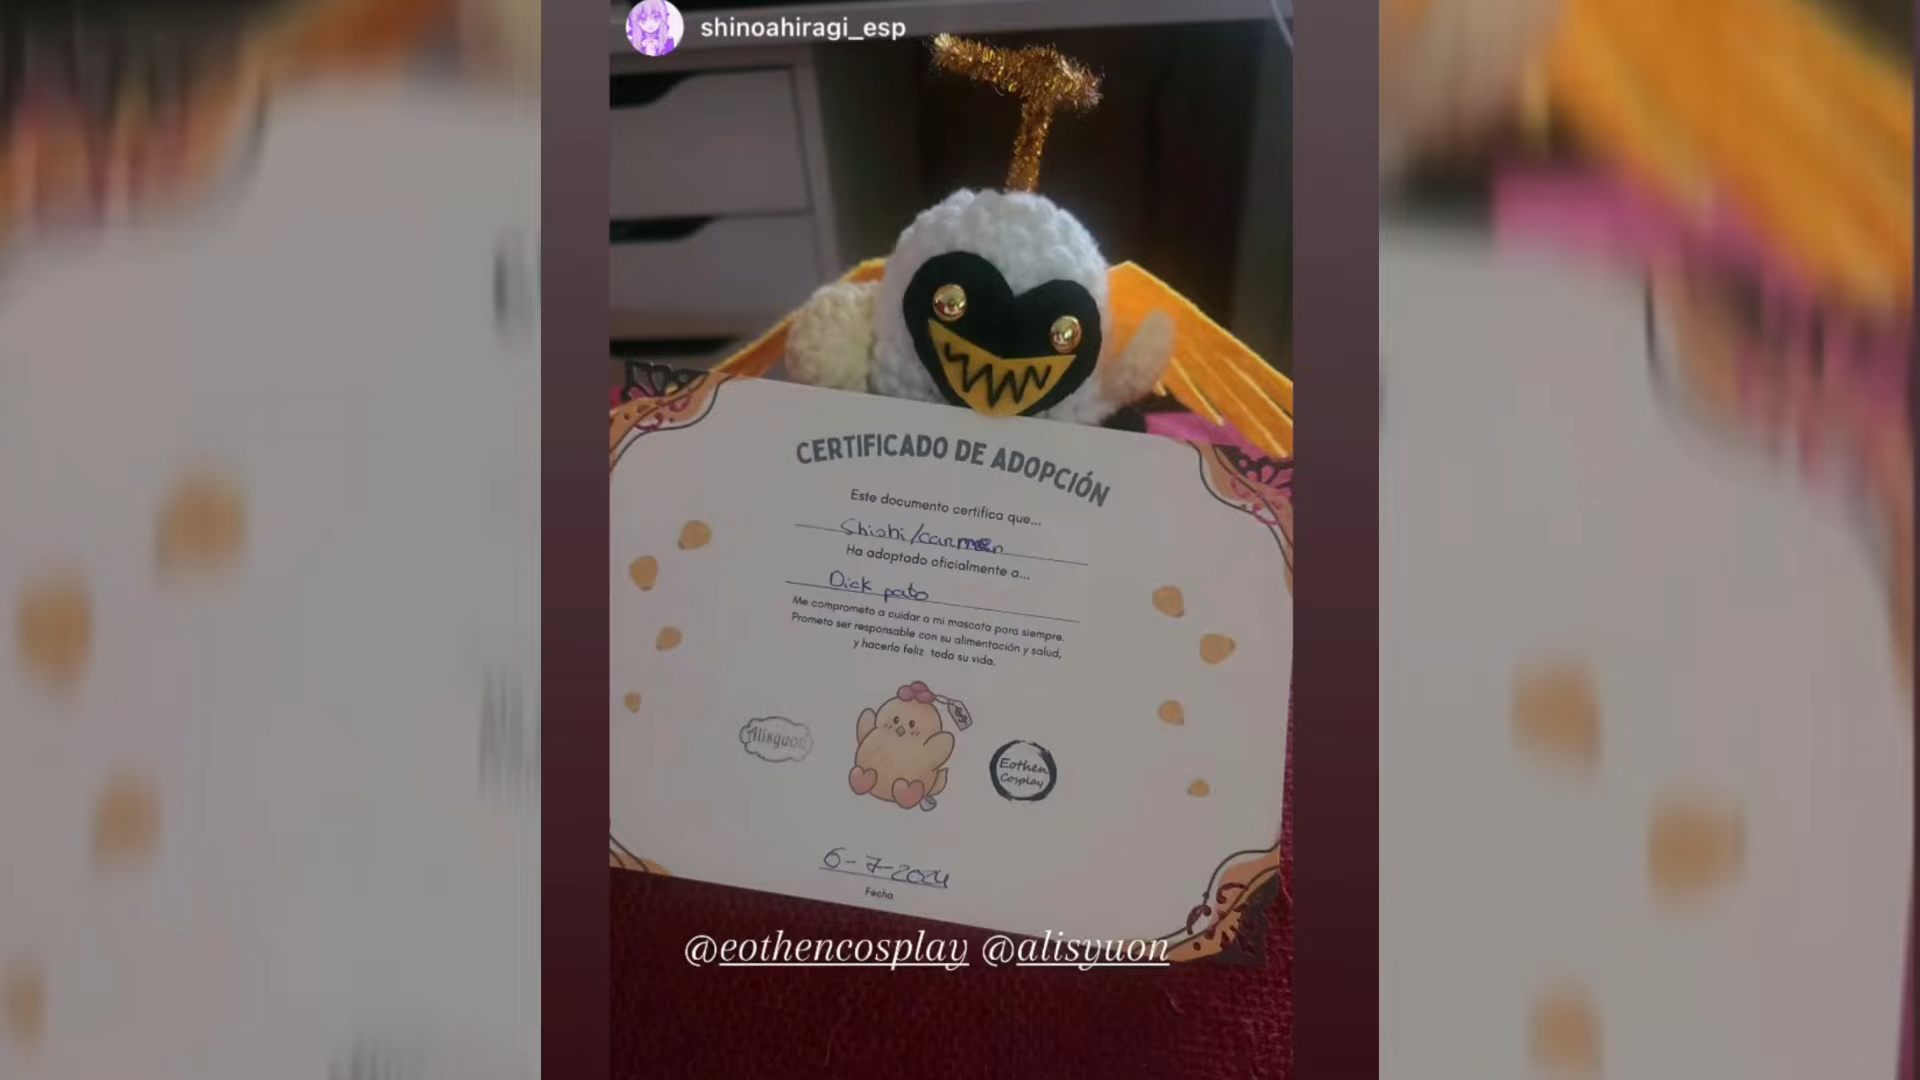 shinoahiragi_esp
CERTIFICADO DE ADOPCIÓN
Este documento certifica que...
Shishi/carmen
Ha adoptado oficialmente a...
Dick pato
Me comprometo a cuidar a mi mascota para siempre.
Prometo ser responsable con su alimentación y salud,
y hacerlo feliz toda su vida.
Alisyuon
Eothen
Cosplay
6-7-2024
Fecha
@eothencosplay @alisyuon